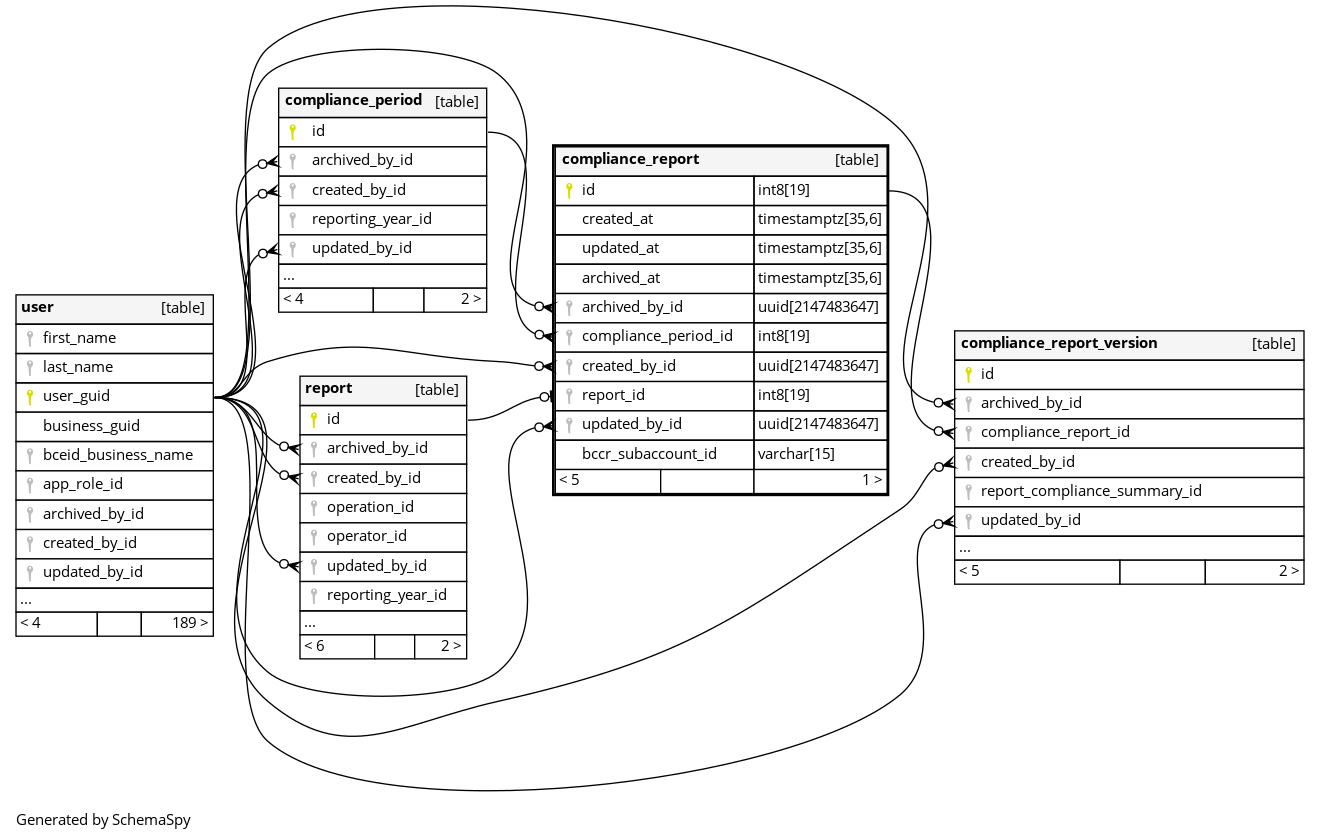 compliance_period [table]
id
archived_by_id
created_by_id
reporting_year_id
updated_by_id
...
< 4 2 >
compliance_report [table]
id int8[19]
created_at timestamptz[35,6]
updated_at timestamptz[35,6]
archived_at timestamptz[35,6]
archived_by_id uuid[2147483647]
compliance_period_id int8[19]
created_by_id uuid[2147483647]
report_id int8[19]
updated_by_id uuid[2147483647]
bccr_subaccount_id varchar[15]
< 5 1 >
user [table]
first_name
last_name
user_guid
business_guid
bceid_business_name
app_role_id
archived_by_id
created_by_id
updated_by_id
...
< 4 189 >
report [table]
id
archived_by_id
created_by_id
operation_id
operator_id
updated_by_id
reporting_year_id
...
< 6 2 >
compliance_report_version [table]
id
archived_by_id
compliance_report_id
created_by_id
report_compliance_summary_id
updated_by_id
...
< 5 2 >
Generated by SchemaSpy